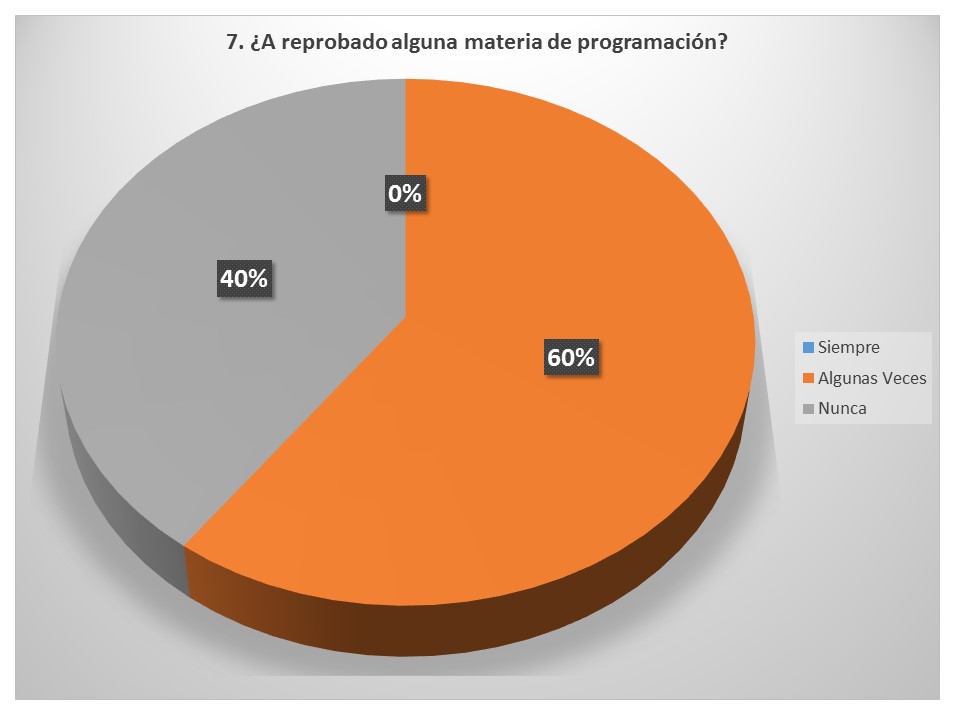 7. ¿A reprobado alguna materia de programación?
0%
40%
60%
Siempre
Algunas Veces
Nunca